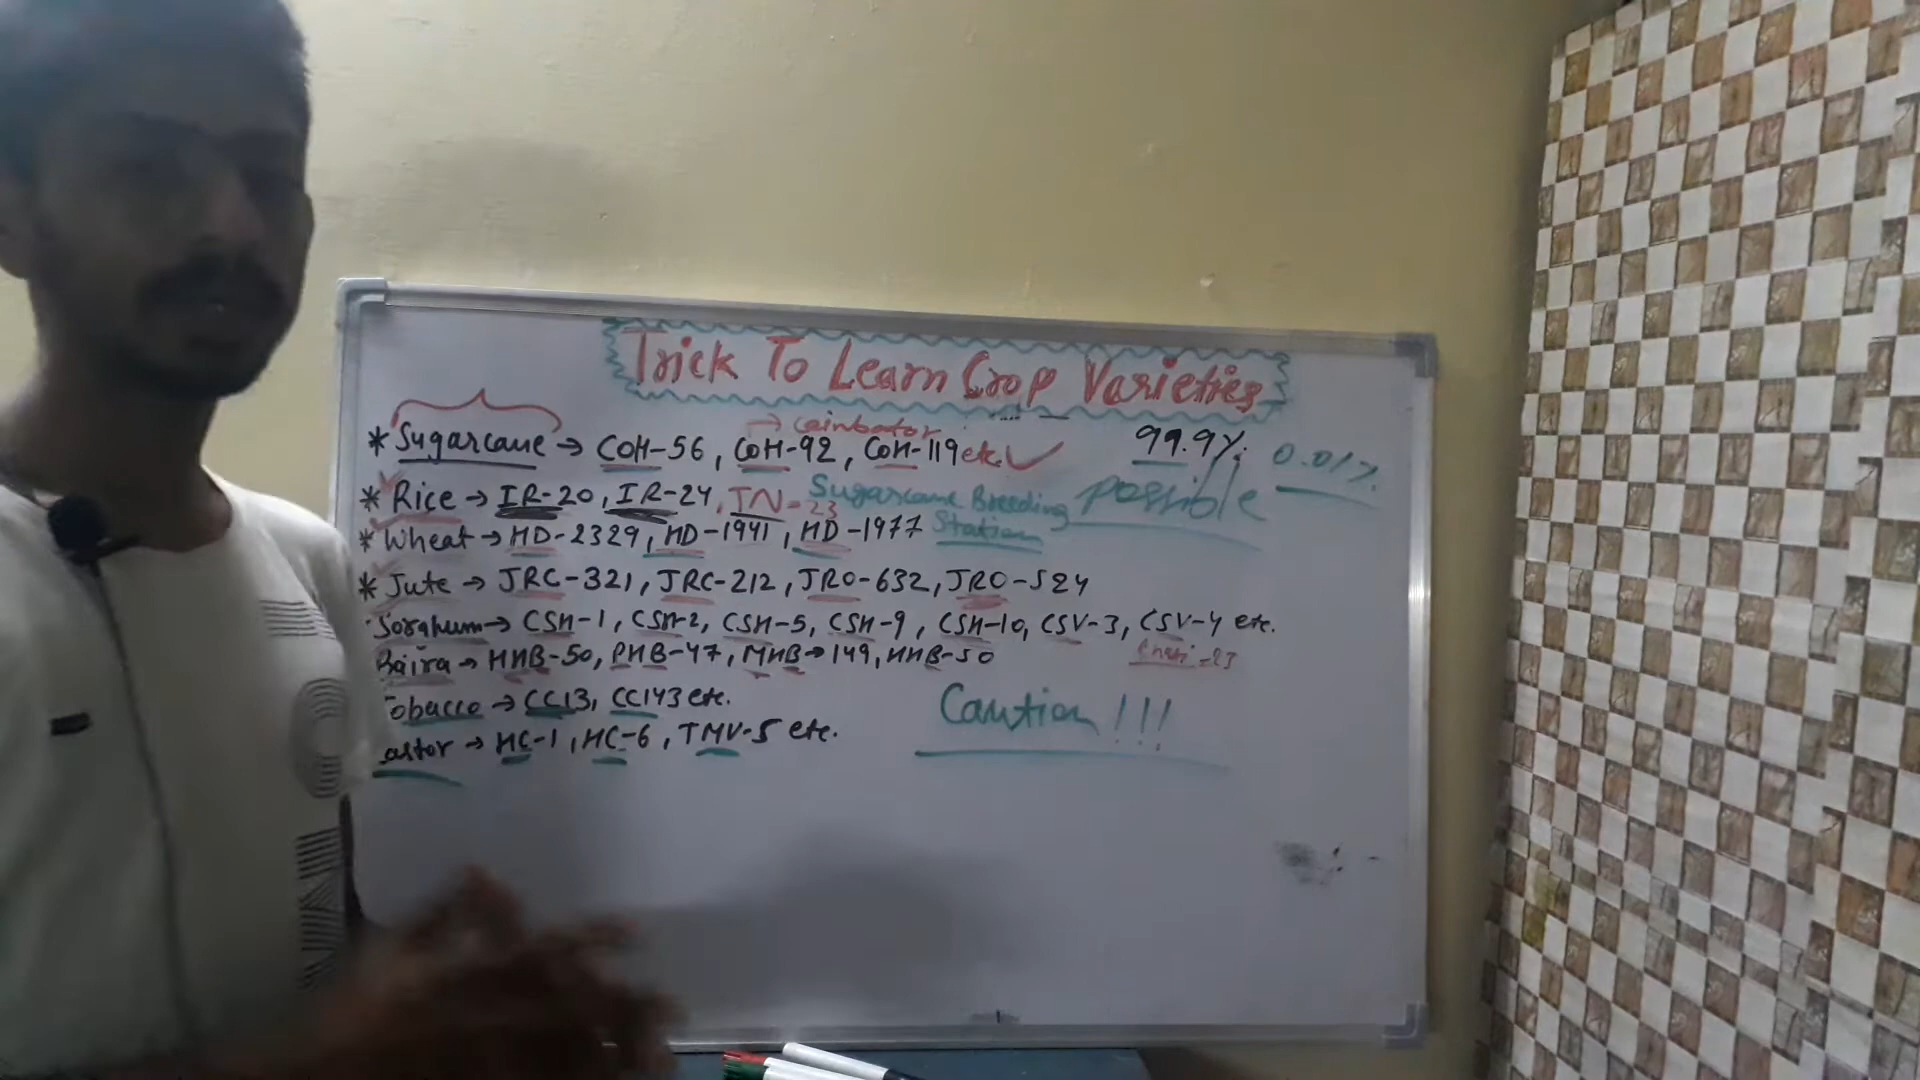 Trick To Learn Crop Varieties
→ coinbator
* Sugarcane → COH-56, COH-92, COH-119 etc. ✓ 99.9%; 0.01%.
* Rice → IR-20, IR-24, TN-23 Sugarcane Breeding Station possible
* Wheat → HD-2329, HD-1941, HD-1977
* Jute → JRC-321, JRC-212, JRO-632, JRO-524
Sorghum → CSH-1, CSH-2, CSH-5, CSH-9, CSH-10, CSV-3, CSV-4 etc.
Bajra → HHB-50, PHB-47, MHB→149, HHB-50
obacco → CC13, CC143 etc.
Caution !!!
astor → HC-1, HC-6, TMV-5 etc.